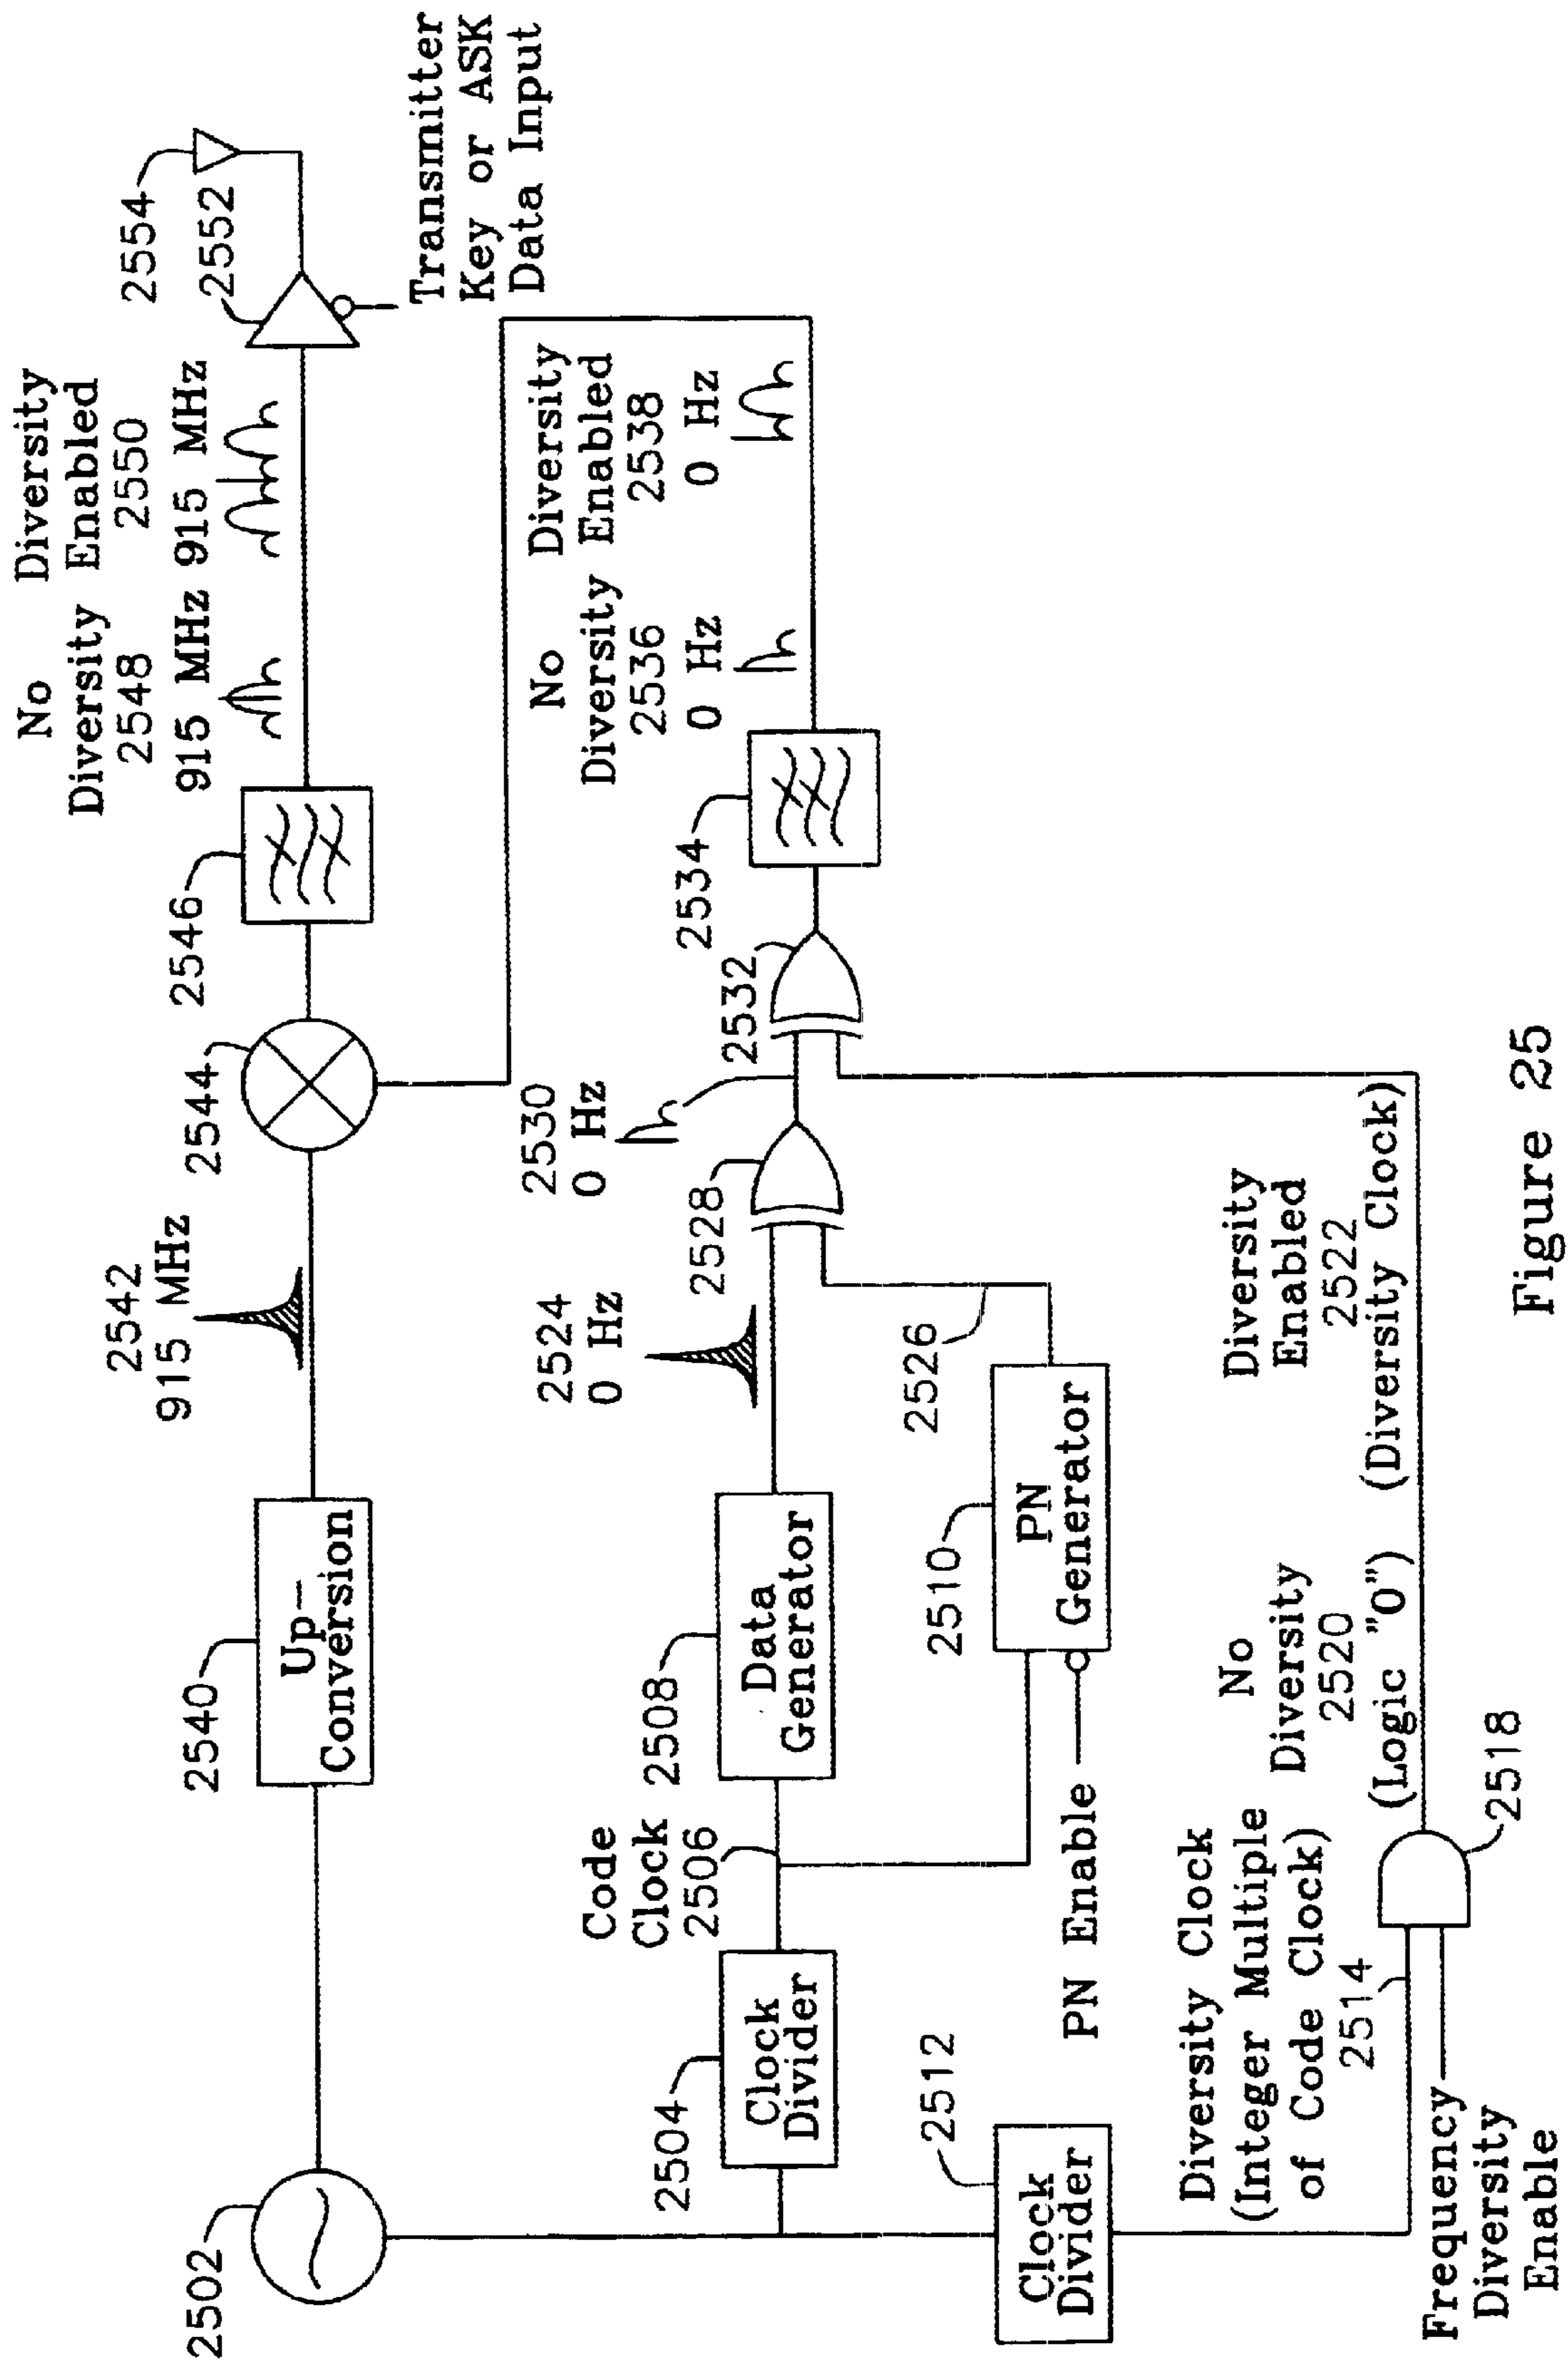 No
Diversity Enabled
2548
915 MHz
Diversity
Enabled
2550
915 MHz
2554
2552
Transmitter
Key or ASK
Data Input
2542
915 MHz
2544
2546
2540
Up-
Conversion
2502
No
Diversity Enabled
2536
0 Hz
Diversity
Enabled
2538
0 Hz
2530
0 Hz
2532
2534
2524
0 Hz
2528
2526
2508
Data
Generator
Code
Clock
2506
2504
Clock
Divider
2510
PN
Generator
PN Enable
2512
Clock
Divider
Diversity Clock
(Integer Multiple
of Code Clock)
2514
No
Diversity
2520
(Logic "0")
Diversity
Enabled
2522
(Diversity Clock)
2518
Frequency
Diversity
Enable
Figure 25